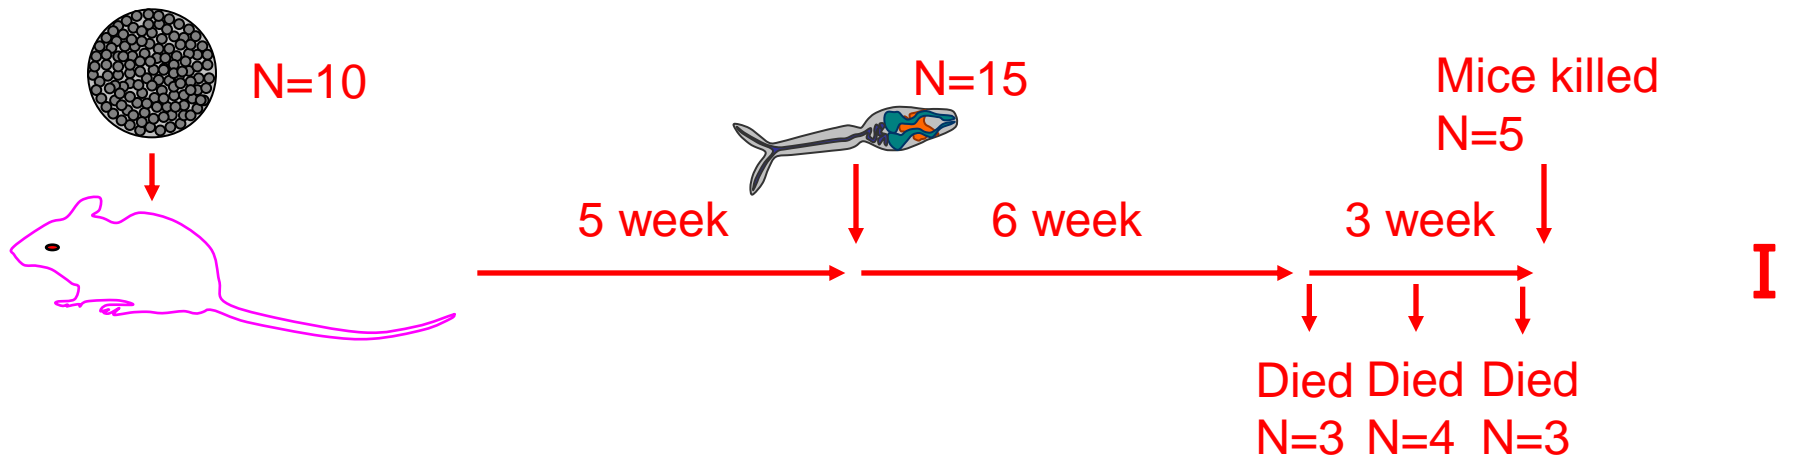 N=10
N=15
Mice killed
N=5
5 week
6 week
3 week
I
Died Died Died
N=3 N=4 N=3